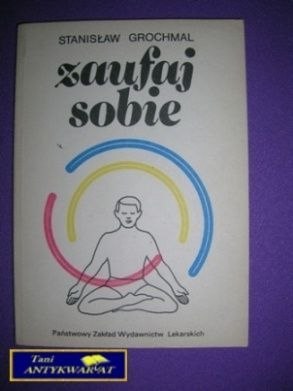 STANISŁAW GROCHMAL
zaufaj
sobie
Państwowy Zakład Wydawnictw Lekarskich
Tani
ANTYKWARIAT